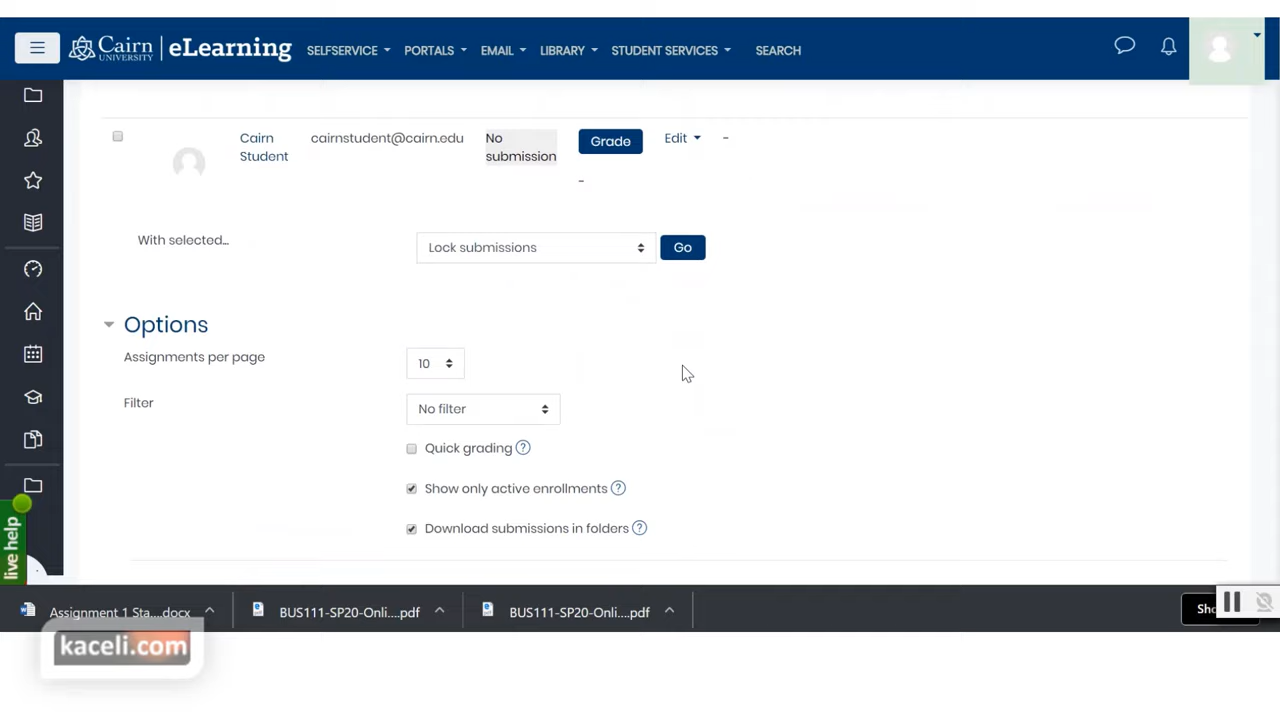 Cairn UNIVERSITY eLearning SELFSERVICE PORTALS EMAIL LIBRARY STUDENT SERVICES SEARCH
Cairn Student cairnstudent@cairn.edu No submission Grade Edit -
-
With selected... Lock submissions Go
Options
Assignments per page 10
Filter No filter
Quick grading ?
Show only active enrollments ?
Download submissions in folders ?
live help
Assignment 1 Sta....docx BUS111-SP20-Onli....pdf BUS111-SP20-Onli....pdf
kaceli.com